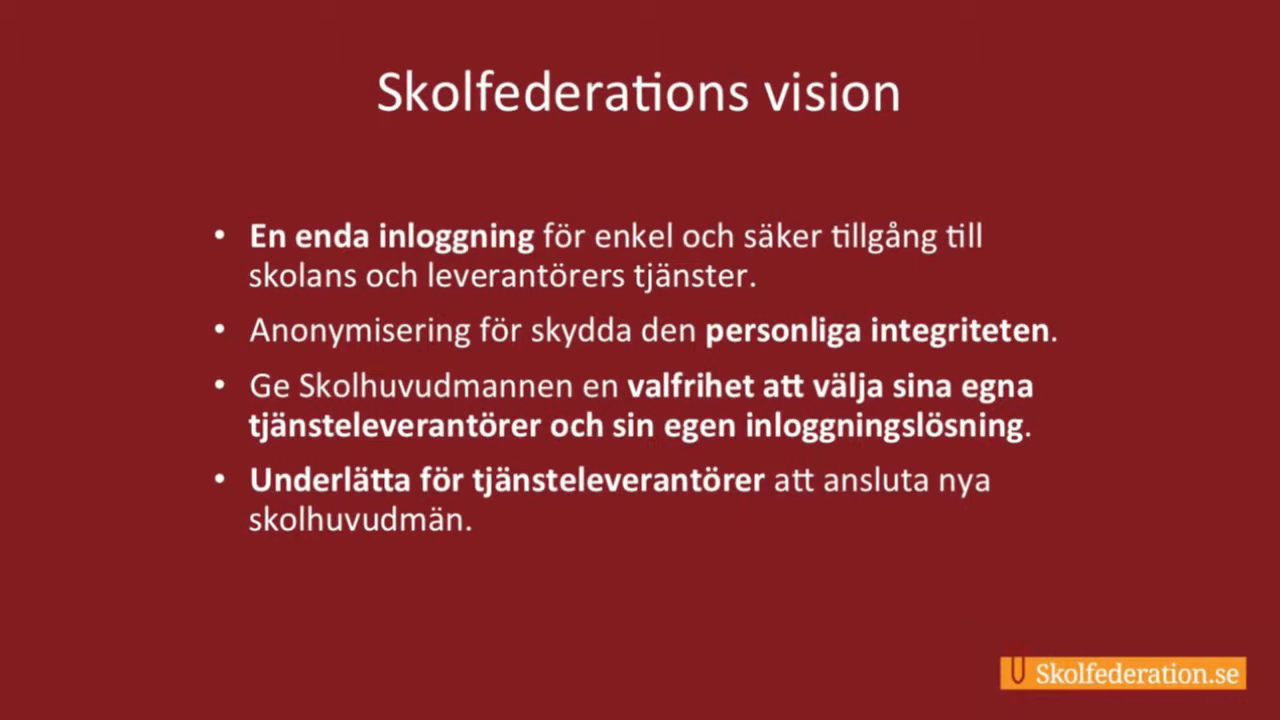 Skolfederations vision
• En enda inloggning för enkel och säker tillgång till
skolans och leverantörers tjänster.
• Anonymisering för skydda den personliga integriteten.
• Ge Skolhuvudmannen en valfrihet att välja sina egna
tjänsteleverantörer och sin egen inloggningslösning.
• Underlätta för tjänsteleverantörer att ansluta nya
skolhuvudmän.
Skolfederation.se